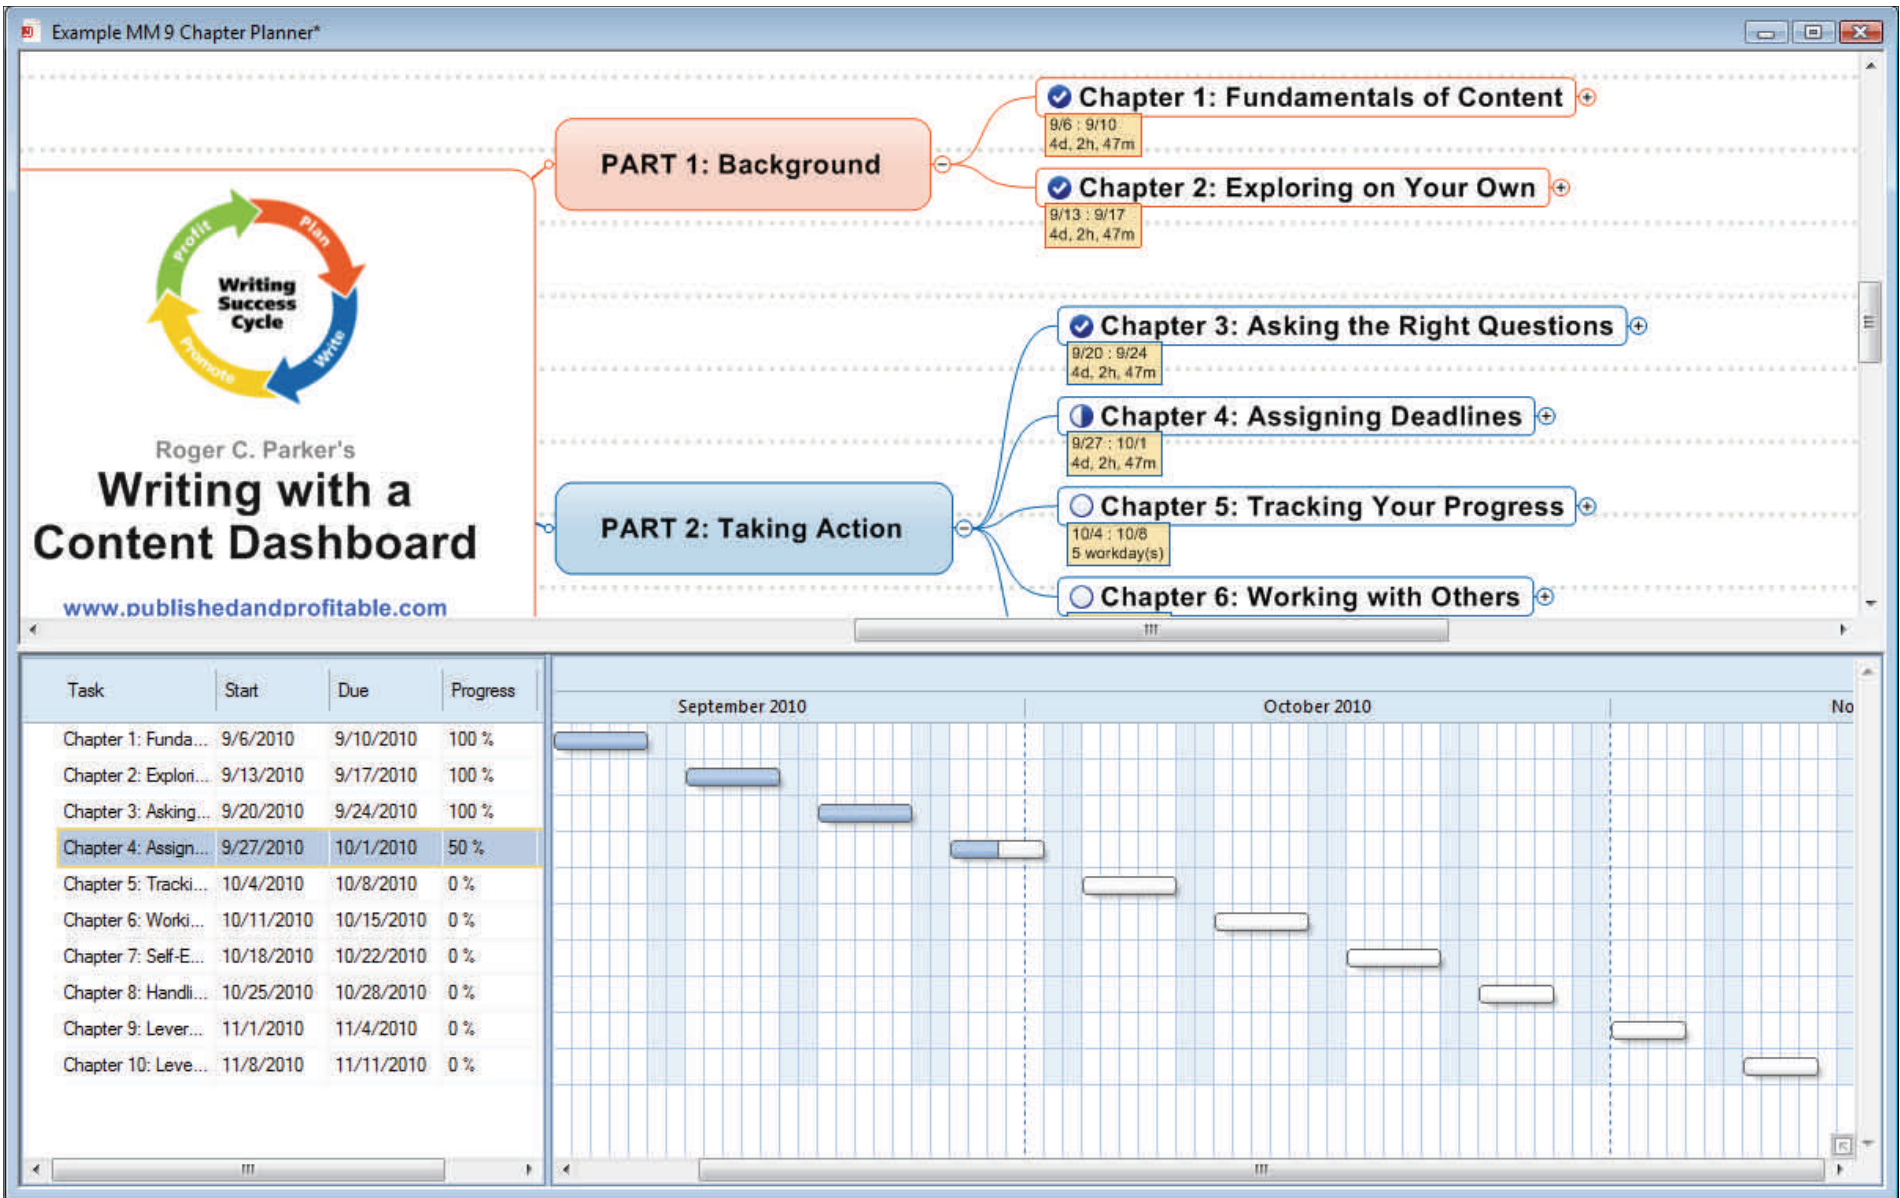 Example MM 9 Chapter Planner*
PART 1: Background
Chapter 1: Fundamentals of Content
9/6 : 9/10
4d, 2h, 47m
Chapter 2: Exploring on Your Own
9/13 : 9/17
4d, 2h, 47m
Profit
Plan
Write
Promote
Writing
Success
Cycle
Roger C. Parker's
Writing with a
Content Dashboard
www.publishedandprofitable.com
PART 2: Taking Action
Chapter 3: Asking the Right Questions
9/20 : 9/24
4d, 2h, 47m
Chapter 4: Assigning Deadlines
9/27 : 10/1
4d, 2h, 47m
Chapter 5: Tracking Your Progress
10/4 : 10/8
5 workday(s)
Chapter 6: Working with Others
Task Start Due Progress
September 2010 October 2010 No
Chapter 1: Funda... 9/6/2010 9/10/2010 100 %
Chapter 2: Explori... 9/13/2010 9/17/2010 100 %
Chapter 3: Asking... 9/20/2010 9/24/2010 100 %
Chapter 4: Assign... 9/27/2010 10/1/2010 50 %
Chapter 5: Tracki... 10/4/2010 10/8/2010 0 %
Chapter 6: Worki... 10/11/2010 10/15/2010 0 %
Chapter 7: Self-E... 10/18/2010 10/22/2010 0 %
Chapter 8: Handli... 10/25/2010 10/28/2010 0 %
Chapter 9: Lever... 11/1/2010 11/4/2010 0 %
Chapter 10: Leve... 11/8/2010 11/11/2010 0 %